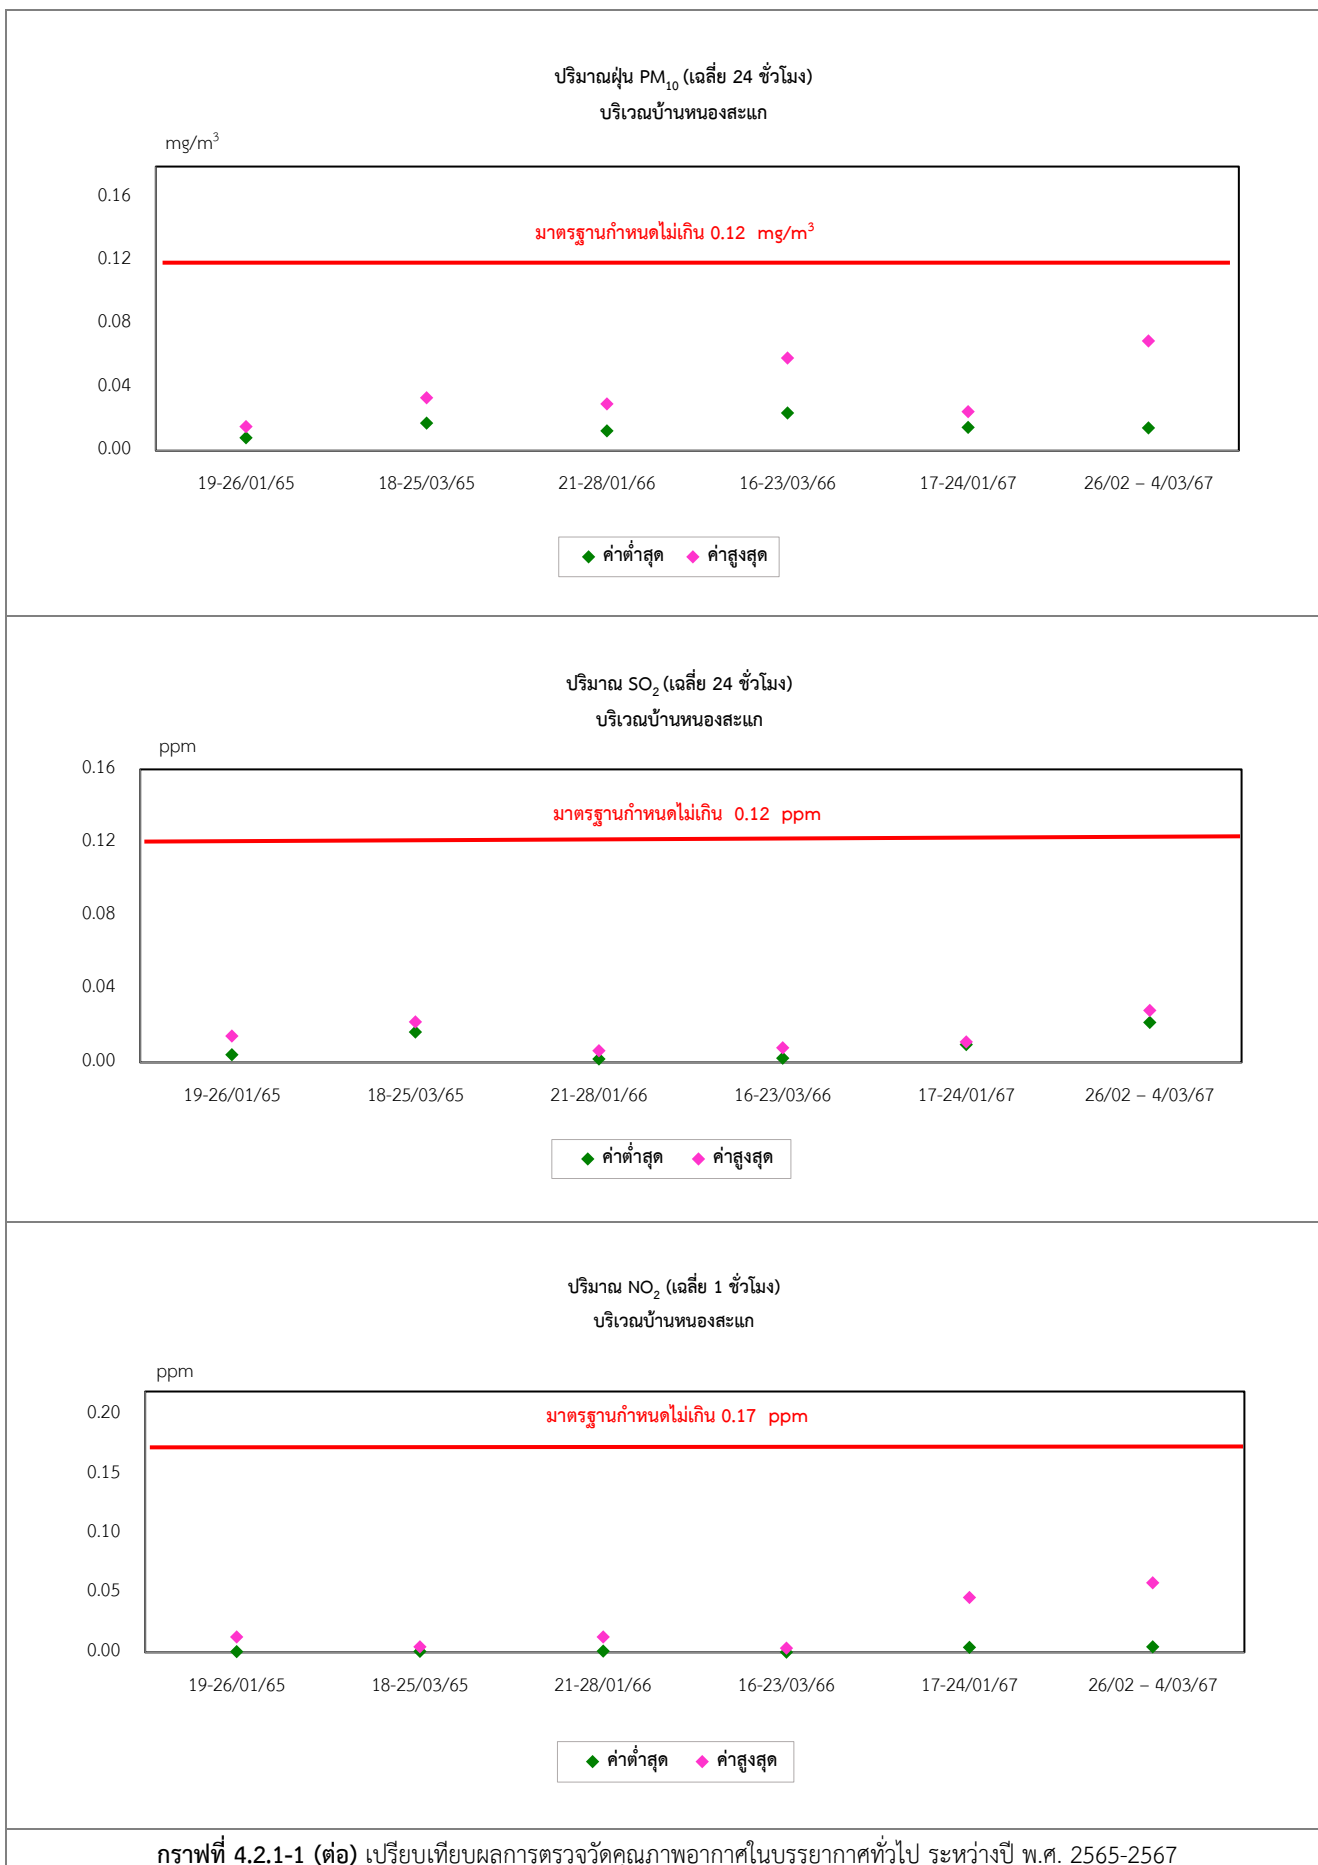 ปริมาณฝุ่น PM10 (เฉลี่ย 24 ชั่วโมง)
บริเวณบ้านหนองสะแก
mg/m3
0.16
มาตรฐานกำหนดไม่เกิน 0.12 mg/m3
0.12
0.08
0.04
0.00
19-26/01/65 18-25/03/65 21-28/01/66 16-23/03/66 17-24/01/67 26/02 – 4/03/67
ค่าต่ำสุด ค่าสูงสุด
ปริมาณ SO2 (เฉลี่ย 24 ชั่วโมง)
บริเวณบ้านหนองสะแก
ppm
0.16
มาตรฐานกำหนดไม่เกิน 0.12 ppm
0.12
0.08
0.04
0.00
19-26/01/65 18-25/03/65 21-28/01/66 16-23/03/66 17-24/01/67 26/02 – 4/03/67
ค่าต่ำสุด ค่าสูงสุด
ปริมาณ NO2 (เฉลี่ย 1 ชั่วโมง)
บริเวณบ้านหนองสะแก
ppm
0.20
มาตรฐานกำหนดไม่เกิน 0.17 ppm
0.15
0.10
0.05
0.00
19-26/01/65 18-25/03/65 21-28/01/66 16-23/03/66 17-24/01/67 26/02 – 4/03/67
ค่าต่ำสุด ค่าสูงสุด
กราฟที่ 4.2.1-1 (ต่อ) เปรียบเทียบผลการตรวจวัดคุณภาพอากาศในบรรยากาศทั่วไป ระหว่างปี พ.ศ. 2565-2567